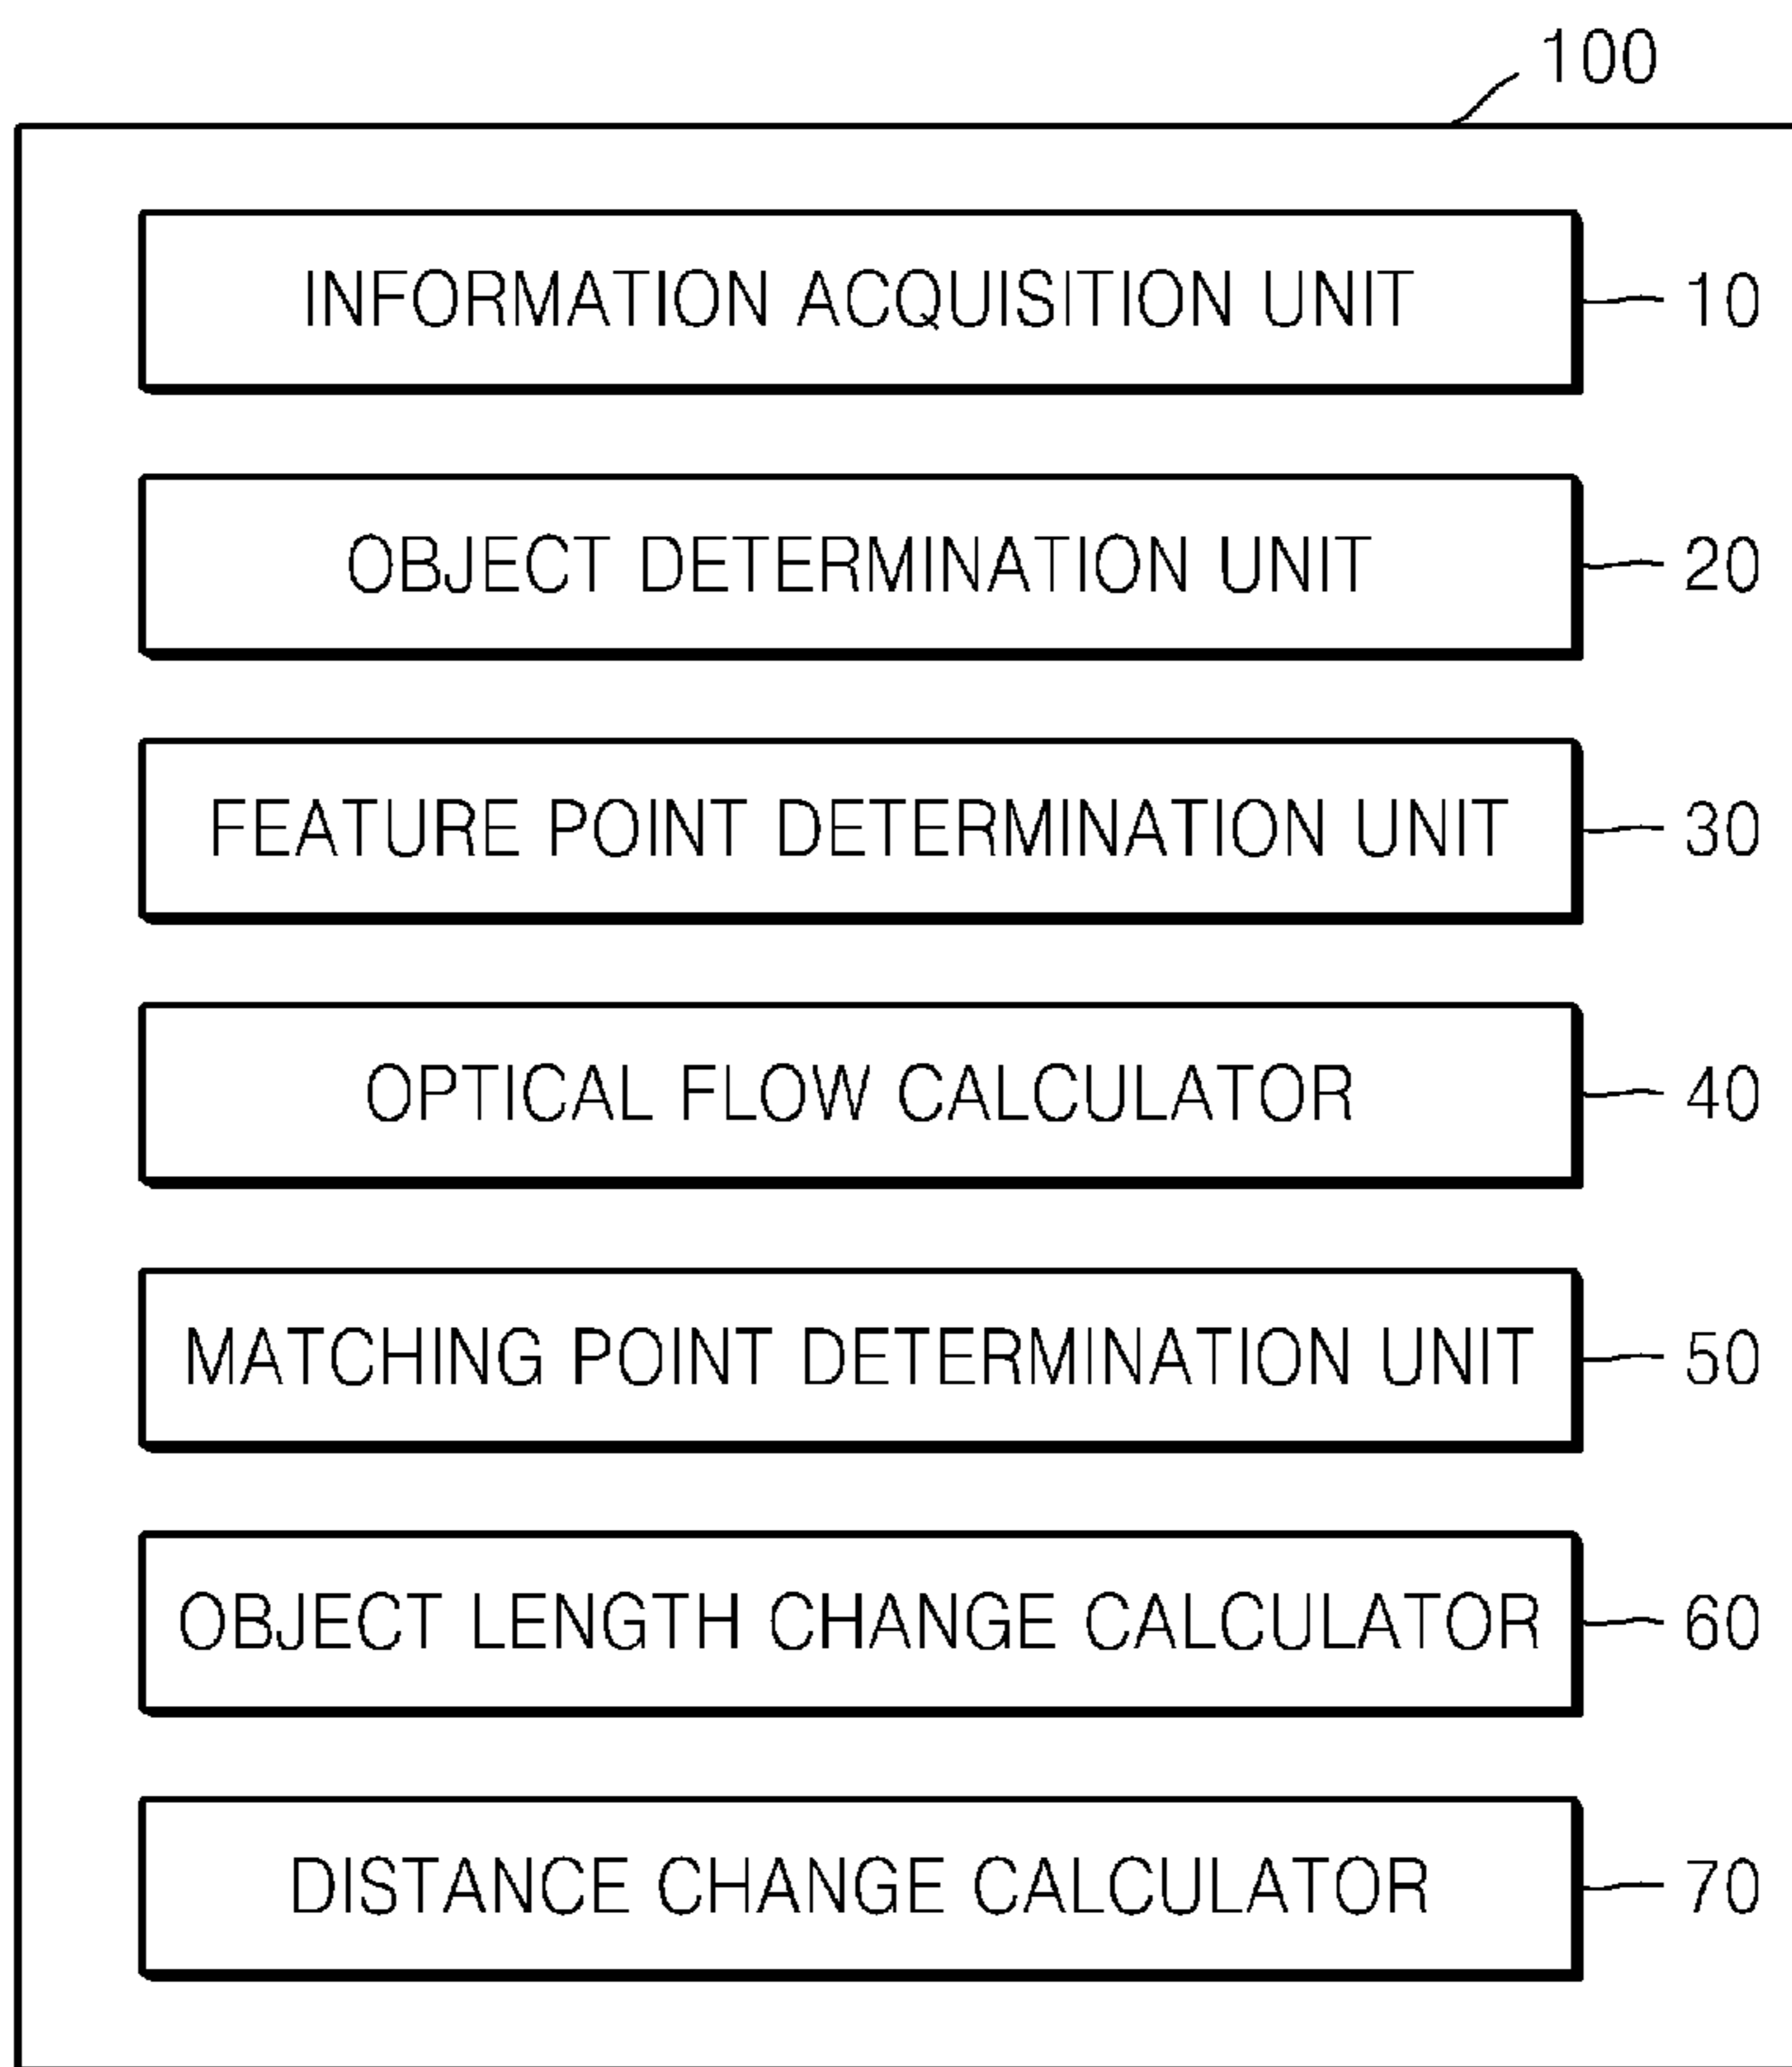 100
INFORMATION ACQUISITION UNIT 10
OBJECT DETERMINATION UNIT 20
FEATURE POINT DETERMINATION UNIT 30
OPTICAL FLOW CALCULATOR 40
MATCHING POINT DETERMINATION UNIT 50
OBJECT LENGTH CHANGE CALCULATOR 60
DISTANCE CHANGE CALCULATOR 70